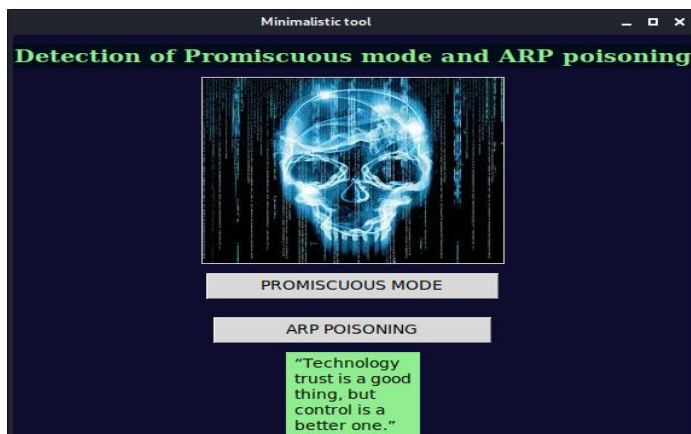 Minimalistic tool
Detection of Promiscuous mode and ARP poisoning
PROMISCUOUS MODE
ARP POISONING
“Technology
trust is a good
thing, but
control is a
better one.”